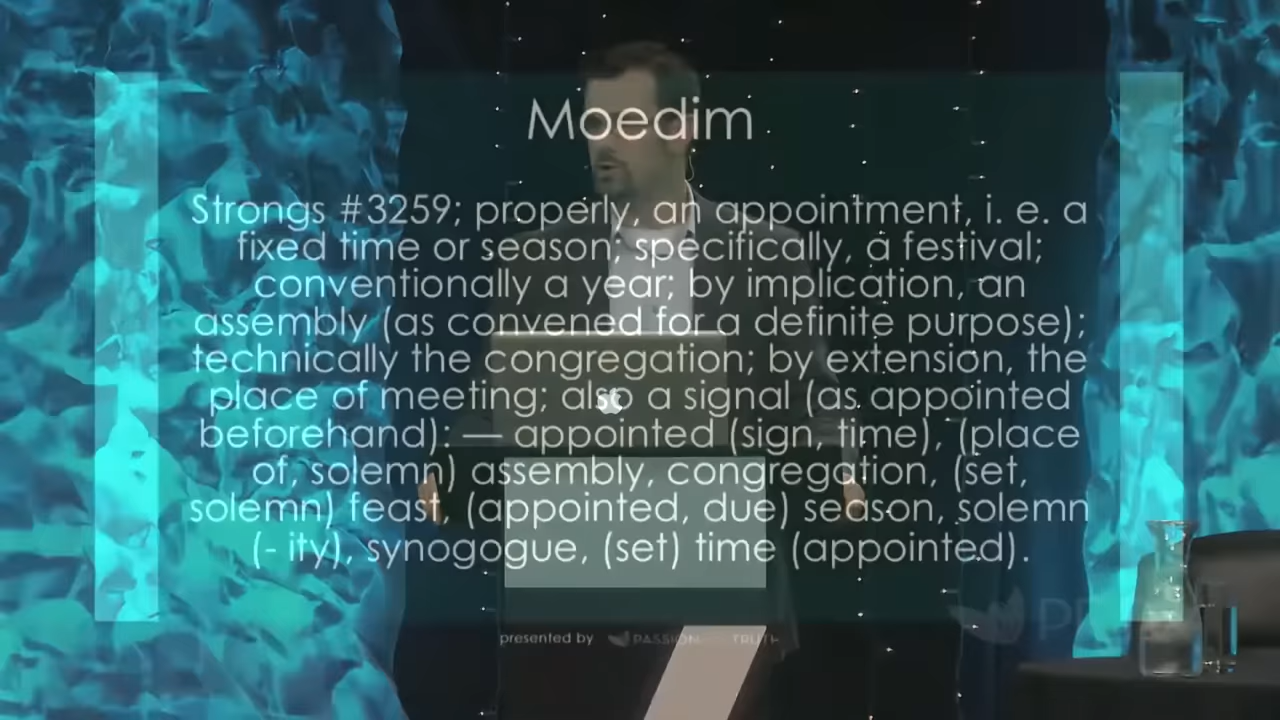 Moedim
Strongs #3259; properly, an appointment, i. e. a
fixed time or season; specifically, a festival;
conventionally a year; by implication, an
assembly (as convened for a definite purpose);
technically the congregation; by extension, the
place of meeting; also a signal (as appointed
beforehand): — appointed (sign, time), (place
of, solemn) assembly, congregation, (set,
solemn) feast, (appointed, due) season, solemn
(- ity), synogogue, (set) time (appointed).
presented by PASSION TRUTH